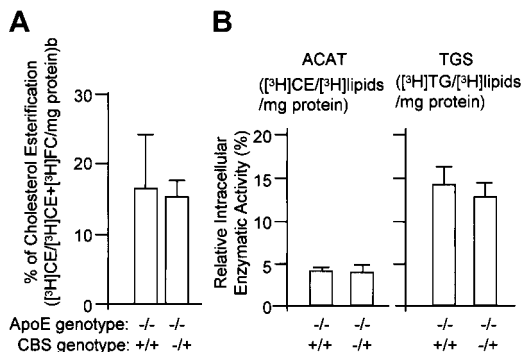 A
% of Cholesterol Esterification
([³H]CE/[³H]CE+[³H]FC/mg protein)b
30
20
10
0
ApoE genotype: -/- -/-
CBS genotype: +/+ -/+
B
ACAT
([³H]CE/[³H]lipids
/mg protein)
TGS
([³H]TG/[³H]lipids
/mg protein)
Relative Intracellular
Enzymatic Activity (%)
20
15
10
5
0
-/- -/- -/- -/-
+/+ -/+ +/+ -/+